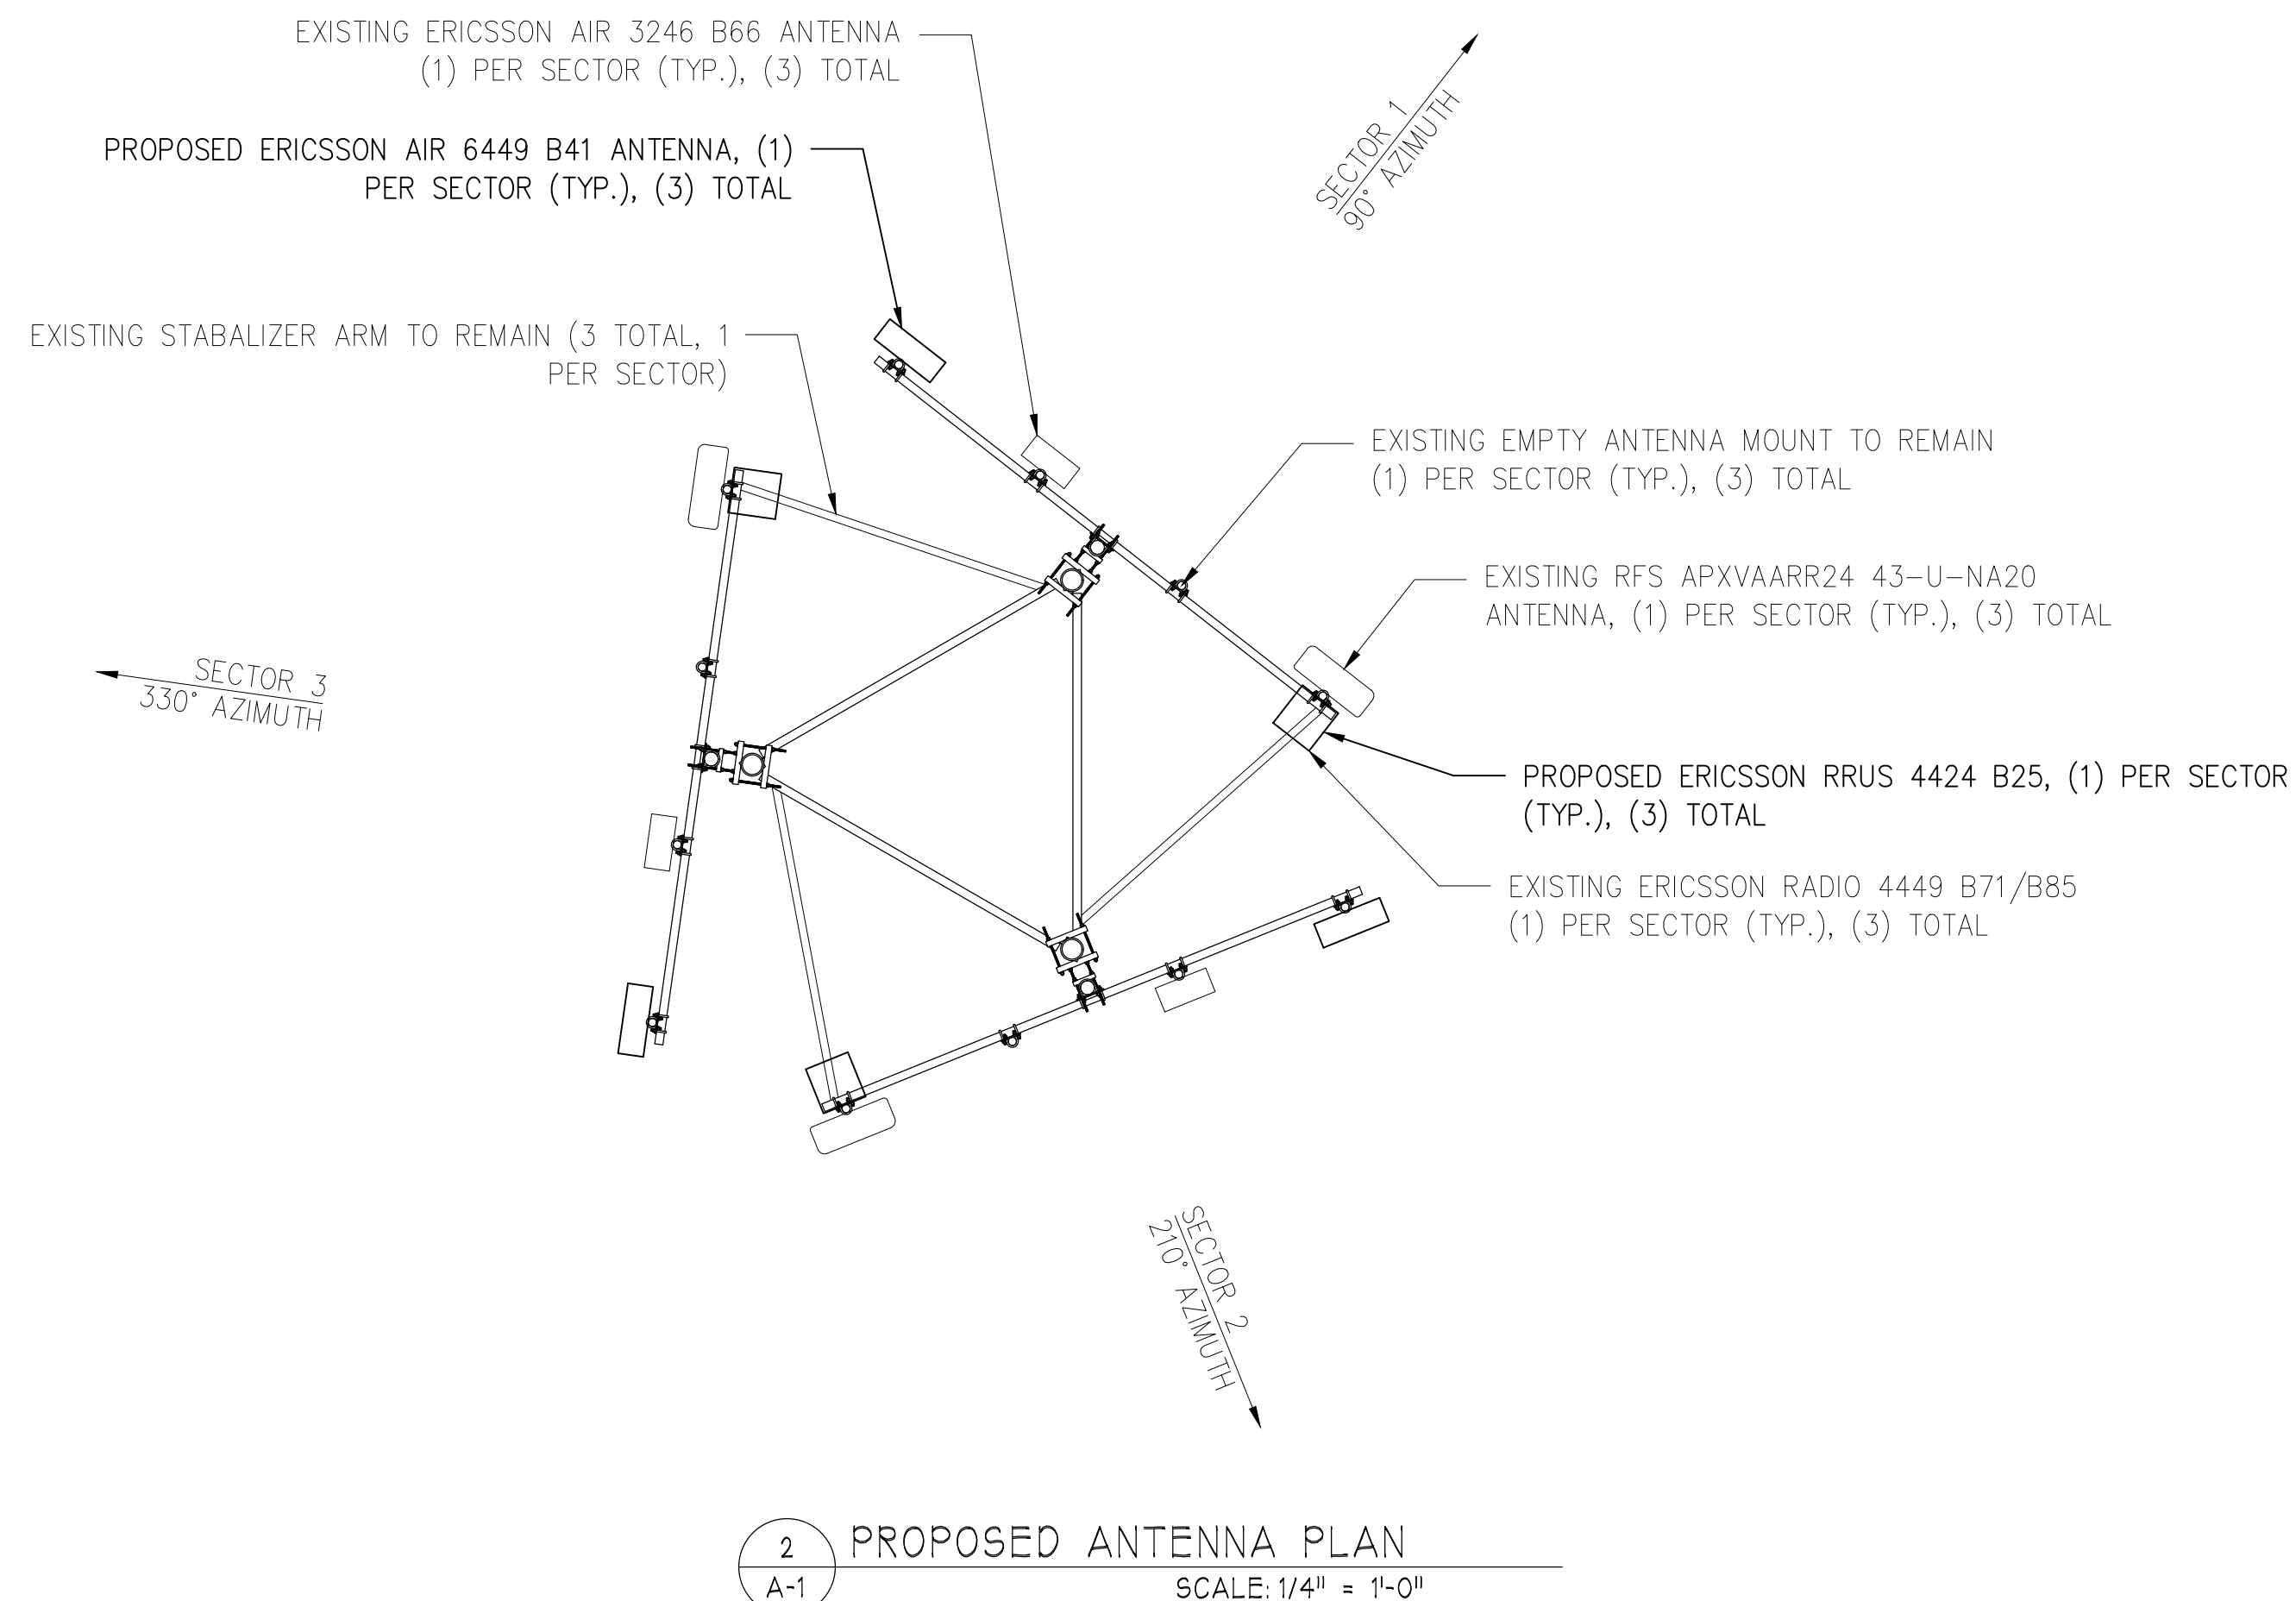 EXISTING ERICSSON AIR 3246 B66 ANTENNA
(1) PER SECTOR (TYP.), (3) TOTAL
PROPOSED ERICSSON AIR 6449 B41 ANTENNA, (1)
PER SECTOR (TYP.), (3) TOTAL
SECTOR 1
90° AZIMUTH
EXISTING STABALIZER ARM TO REMAIN (3 TOTAL, 1
PER SECTOR)
EXISTING EMPTY ANTENNA MOUNT TO REMAIN
(1) PER SECTOR (TYP.), (3) TOTAL
EXISTING RFS APXVAARR24 43-U-NA20
ANTENNA, (1) PER SECTOR (TYP.), (3) TOTAL
SECTOR 3
330° AZIMUTH
PROPOSED ERICSSON RRUS 4424 B25, (1) PER SECTOR
(TYP.), (3) TOTAL
EXISTING ERICSSON RADIO 4449 B71/B85
(1) PER SECTOR (TYP.), (3) TOTAL
SECTOR 2
210° AZIMUTH
2
A-1
PROPOSED ANTENNA PLAN
SCALE: 1/4" = 1'-0"